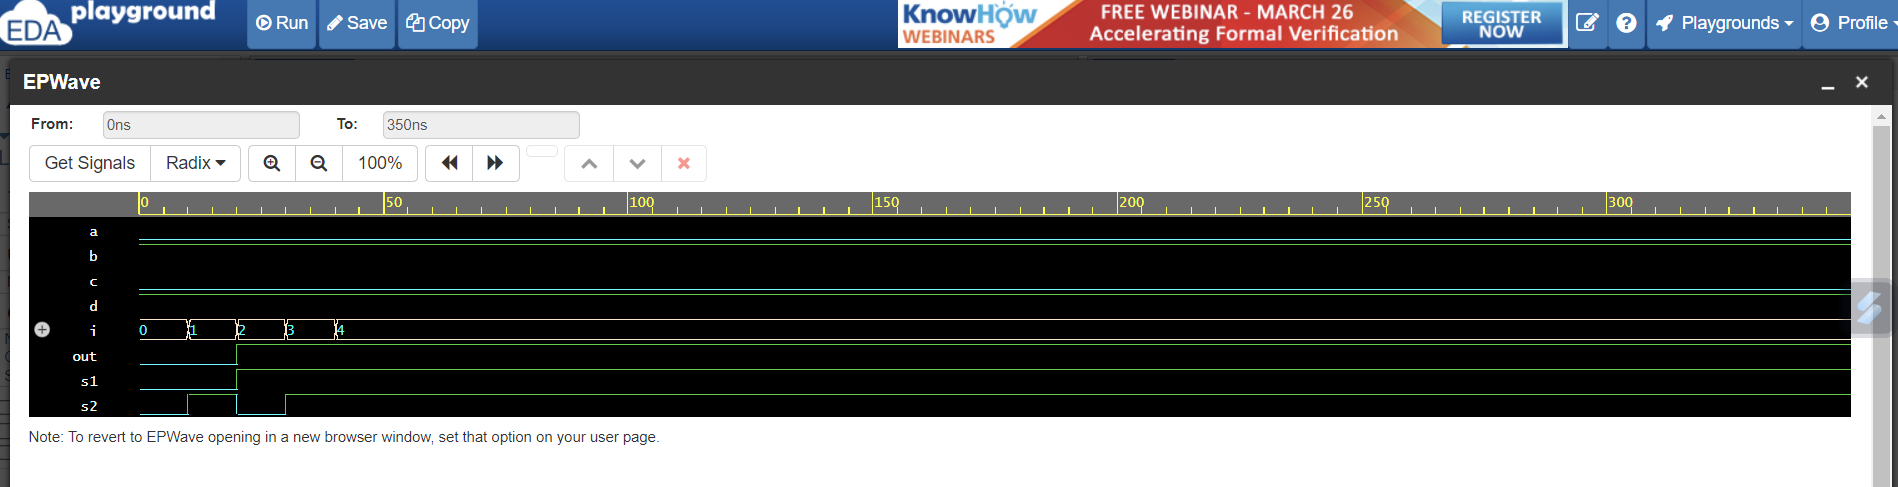 EDA playground
Run
Save
Copy
KnowHow
WEBINARS
FREE WEBINAR - MARCH 26
Accelerating Formal Verification
REGISTER
NOW
Playgrounds
Profile
EPWave
From:
0ns
To:
350ns
Get Signals
Radix
100%
0
50
100
150
200
250
300
a
b
c
d
i
0
1
2
3
4
out
s1
s2
Note: To revert to EPWave opening in a new browser window, set that option on your user page.